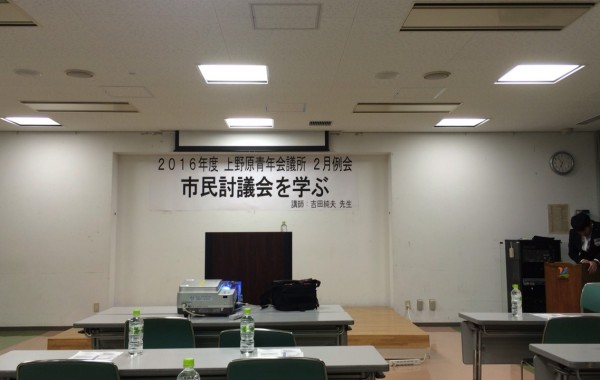 2016年度 上野原青年会議所 2月例会
市民討議会を学ぶ
講師：吉田純夫 先生